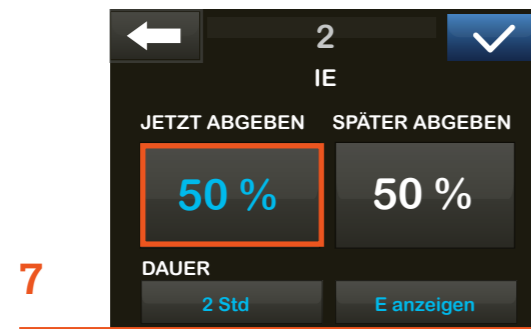 2
IE
JETZT ABGEBEN SPÄTER ABGEBEN
50 % 50 %
DAUER
7
2 Std E anzeigen